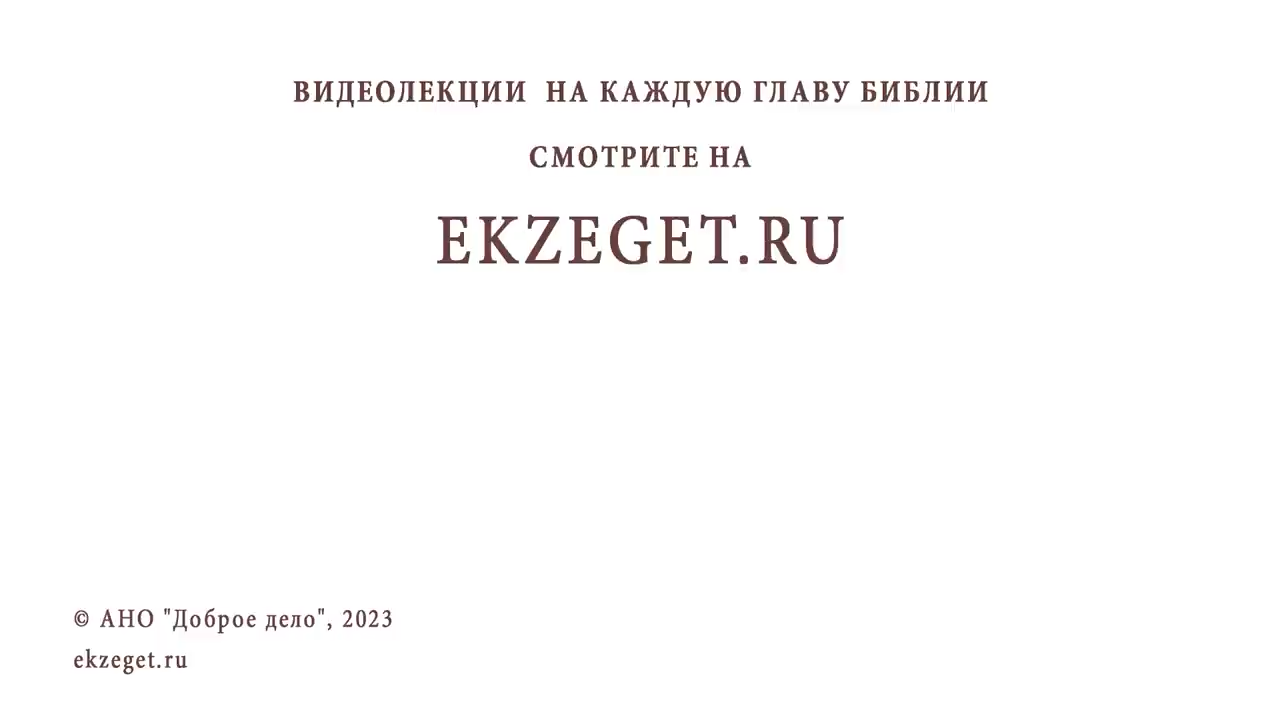 ВИДЕОЛЕКЦИИ НА КАЖДУЮ ГЛАВУ БИБЛИИ
СМОТРИТЕ НА
EKZEGET.RU
© АНО "Доброе дело", 2023
ekzeget.ru